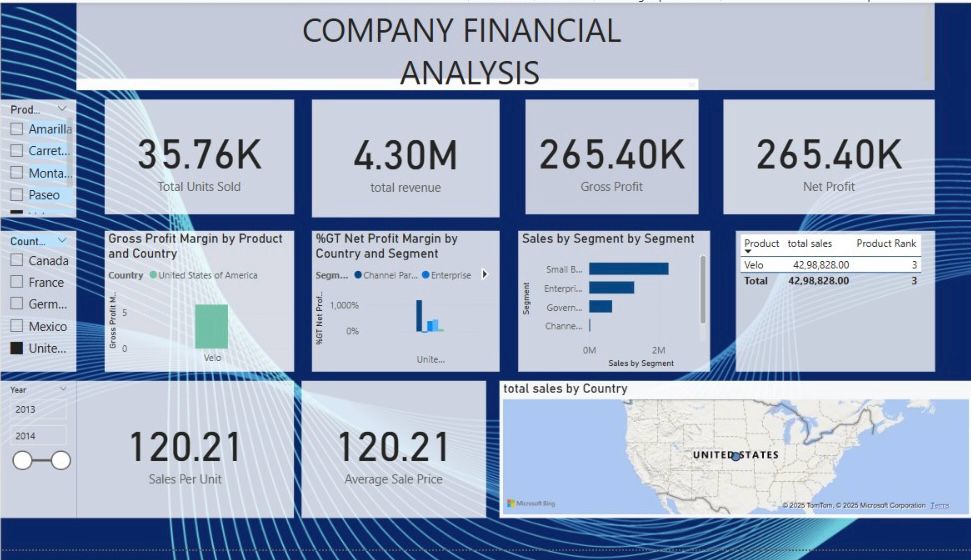 COMPANY FINANCIAL
ANALYSIS
Prod...
Amarilla
Carret...
Monta...
Paseo
35.76K
Total Units Sold
4.30M
total revenue
265.40K
Gross Profit
265.40K
Net Profit
Count...
Canada
France
Germ...
Mexico
Unite...
Gross Profit Margin by Product
and Country
Country United States of America
Gross Profit M...
5
0
Velo
%GT Net Profit Margin by
Country and Segment
Segm... Channel Par... Enterprise
%GT Net Prof...
1,000%
0%
Unite...
Sales by Segment by Segment
Segment
Small B...
Enterpri...
Govern...
Channe...
0M 2M
Sales by Segment
Product total sales Product Rank
Velo 42,98,828.00 3
Total 42,98,828.00 3
Year
2013
2014
120.21
Sales Per Unit
120.21
Average Sale Price
total sales by Country
UNITED STATES
Microsoft Bing
© 2025 TomTom, © 2025 Microsoft Corporation Terms